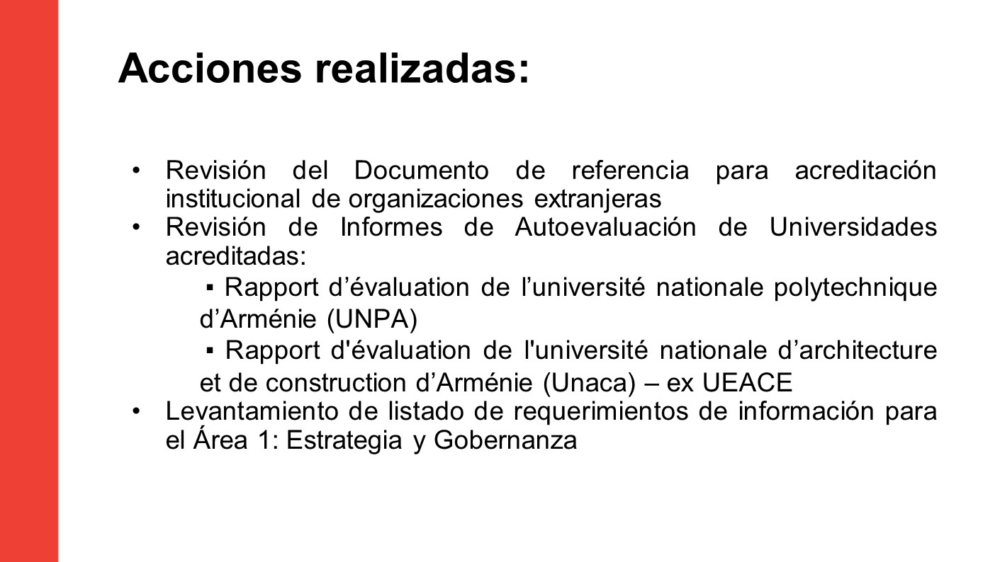 Acciones realizadas:
• Revisión del Documento de referencia para acreditación
institucional de organizaciones extranjeras
• Revisión de Informes de Autoevaluación de Universidades
acreditadas:
▪ Rapport d’évaluation de l’université nationale polytechnique
d’Arménie (UNPA)
▪ Rapport d'évaluation de l'université nationale d’architecture
et de construction d’Arménie (Unaca) – ex UEACE
• Levantamiento de listado de requerimientos de información para
el Área 1: Estrategia y Gobernanza